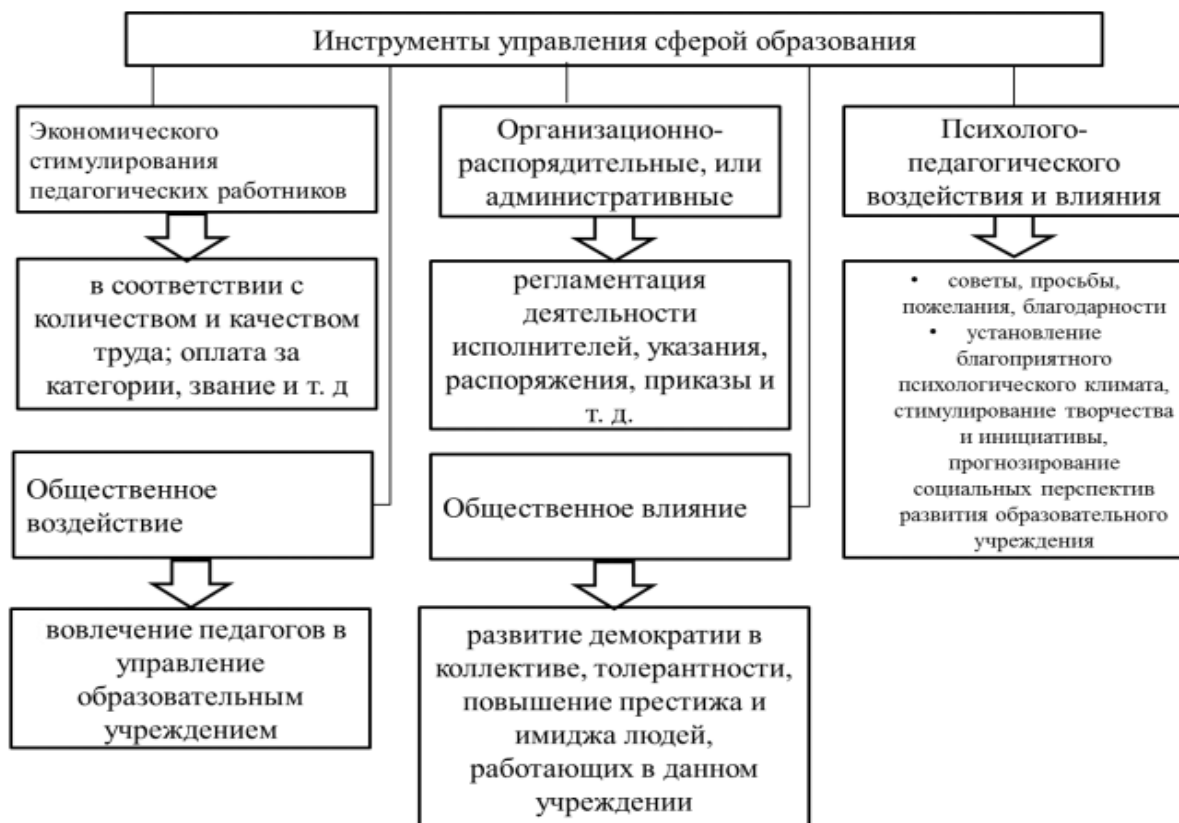 Инструменты управления сферой образования
Экономического
стимулирования
педагогических работников
в соответствии с
количеством и качеством
труда; оплата за
категории, звание и т. д
Организационно-
распорядительные, или
административные
регламентация
деятельности
исполнителей, указания,
распоряжения, приказы и
т. д.
Психолого-
педагогического
воздействия и влияния
• советы, просьбы,
пожелания, благодарности
• установление
благоприятного
психологического климата,
стимулирование творчества
и инициативы,
прогнозирование
социальных перспектив
развития образовательного
учреждения
Общественное
воздействие
вовлечение педагогов в
управление
образовательным
учреждением
Общественное влияние
развитие демократии в
коллективе, толерантности,
повышение престижа и
имиджа людей,
работающих в данном
учреждении